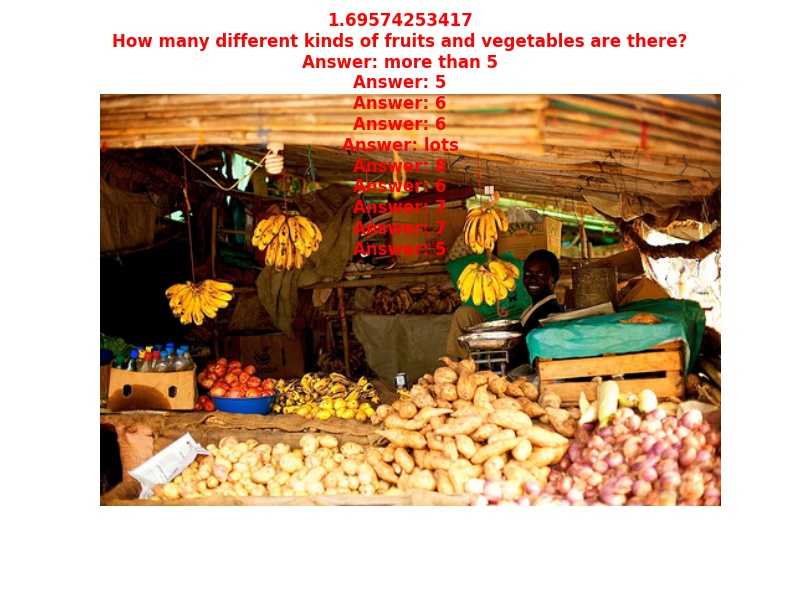 1.69574253417
How many different kinds of fruits and vegetables are there?
Answer: more than 5
Answer: 5
Answer: 6
Answer: 6
Answer: lots
Answer: 8
Answer: 6
Answer: 7
Answer: 7
Answer: 5